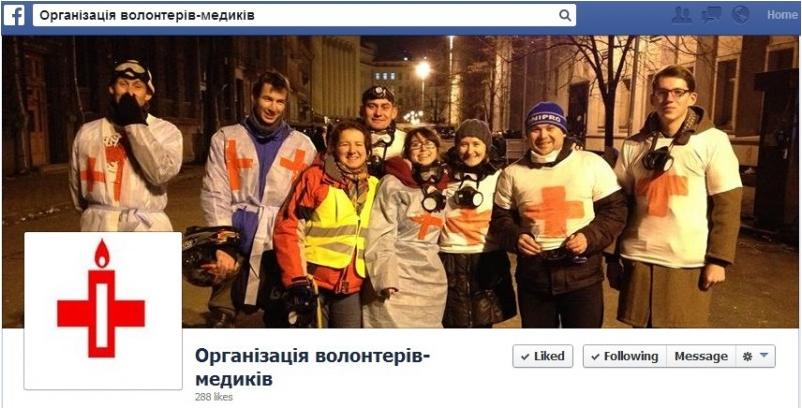 Організація волонтерів-медиків
Home
DNIPRO
Організація волонтерів-
медиків
288 likes
Liked
Following
Message